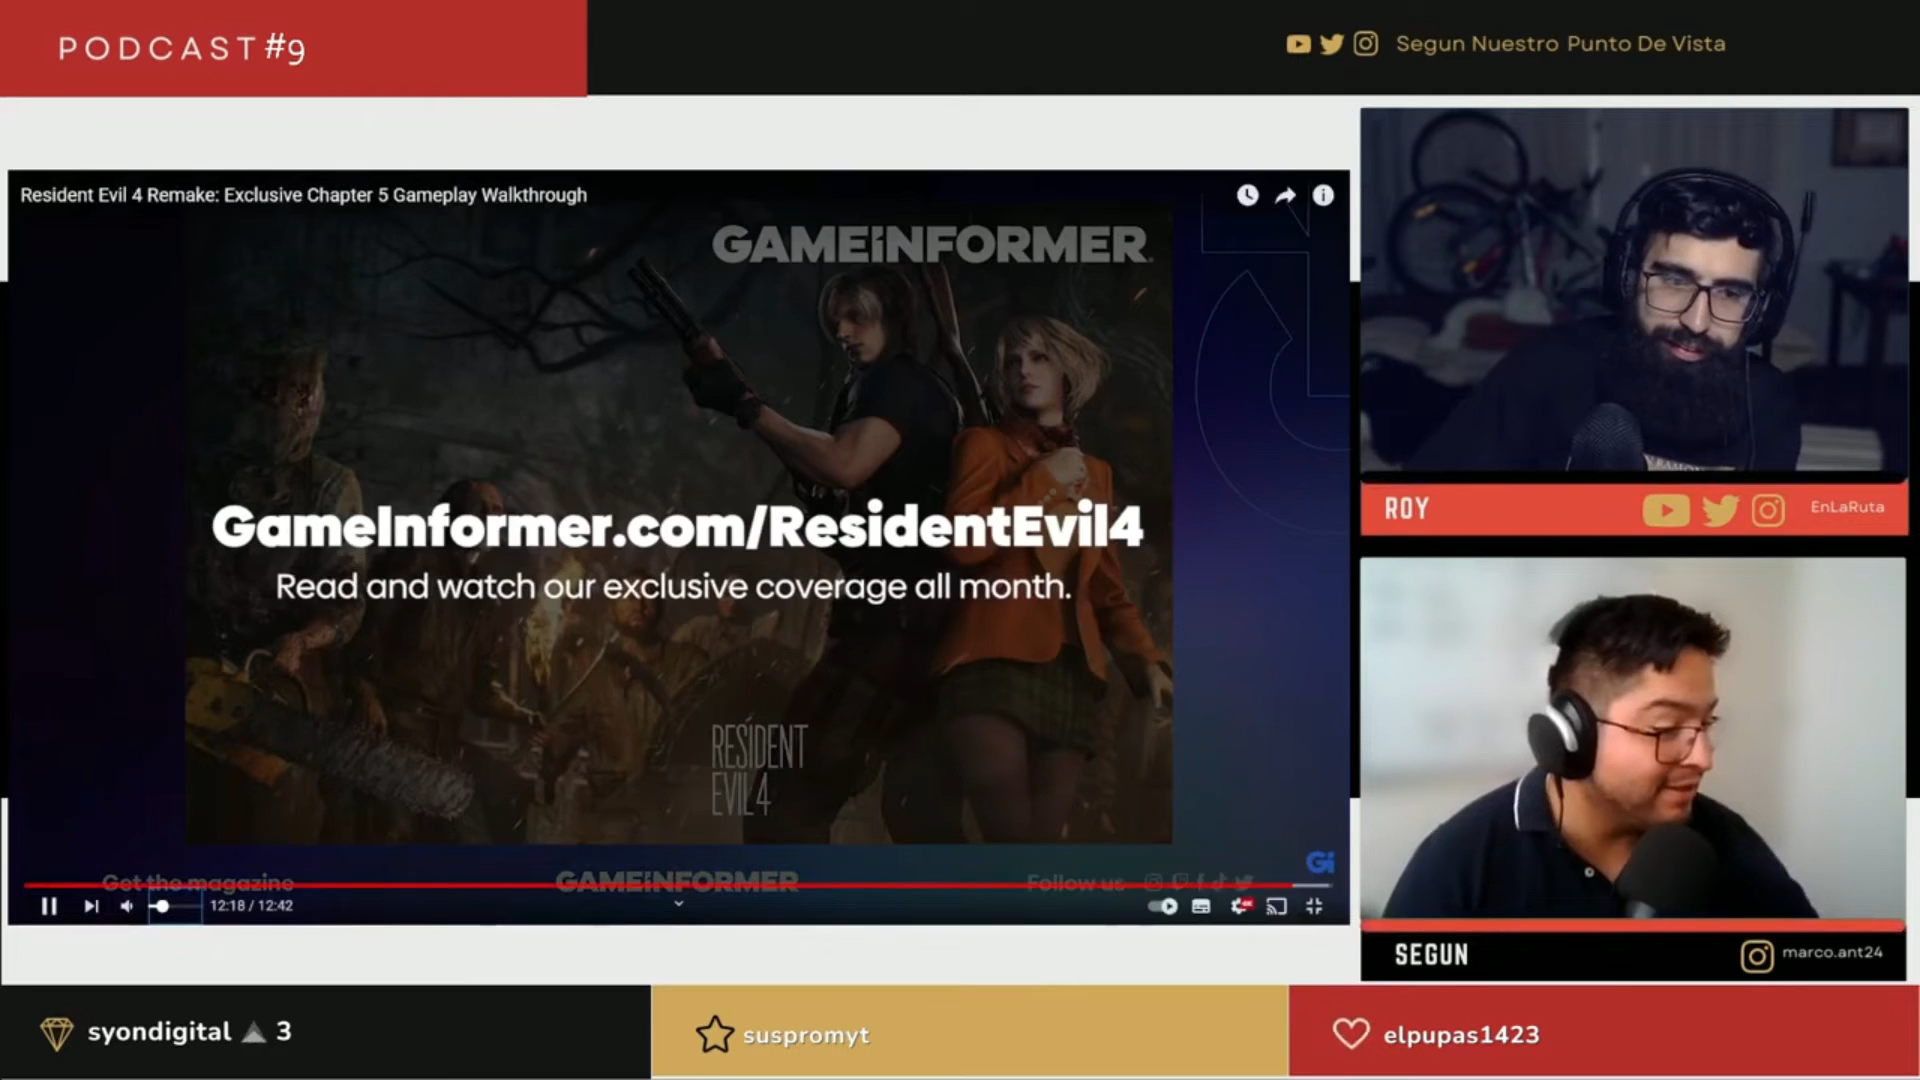 PODCAST #9
Segun Nuestro Punto De Vista
Resident Evil 4 Remake: Exclusive Chapter 5 Gameplay Walkthrough
GAMEINFORMER
GameInformer.com/ResidentEvil4
Read and watch our exclusive coverage all month.
RESIDENT
EVIL 4
Gi
Get the magazine
GAMEINFORMER
Follow us
12:18 / 12:42
ROY
EnLaRuta
SEGUN
marco.ant24
syondigital 3
suspromyt
elpupas1423